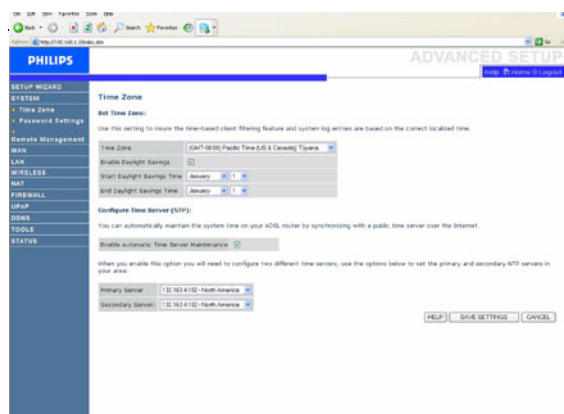 Back
Search
Favorites
Go
ADVANCED SETUP
PHILIPS
Help Home Logout
SETUP WIZARD
SYSTEM
Time Zone
Password Settings
Remote Management
WAN
LAN
WIRELESS
NAT
FIREWALL
UPnP
DDNS
TOOLS
STATUS
Time Zone
Set Time Zone:
Use this setting to insure the time-based client filtering feature and system log entries are based on the correct localized time.
Time Zone (GMT-08:00) Pacific Time (US & Canada); Tijuana
Enable Daylight Savings
Start Daylight Savings Time January 1
End Daylight Savings Time January 1
Configure Time Server (NTP):
You can automatically maintain the system time on your ADSL router by synchronizing with a public time server over the Internet.
Enable Automatic Time Server Maintenance
When you enable this option you will need to configure two different time servers, use the options below to set the primary and secondary NTP servers in
your area:
Primary Server 132.163.4.102 - North America
Secondary Server: 132.163.4.102 - North America
HELP SAVE SETTINGS CANCEL